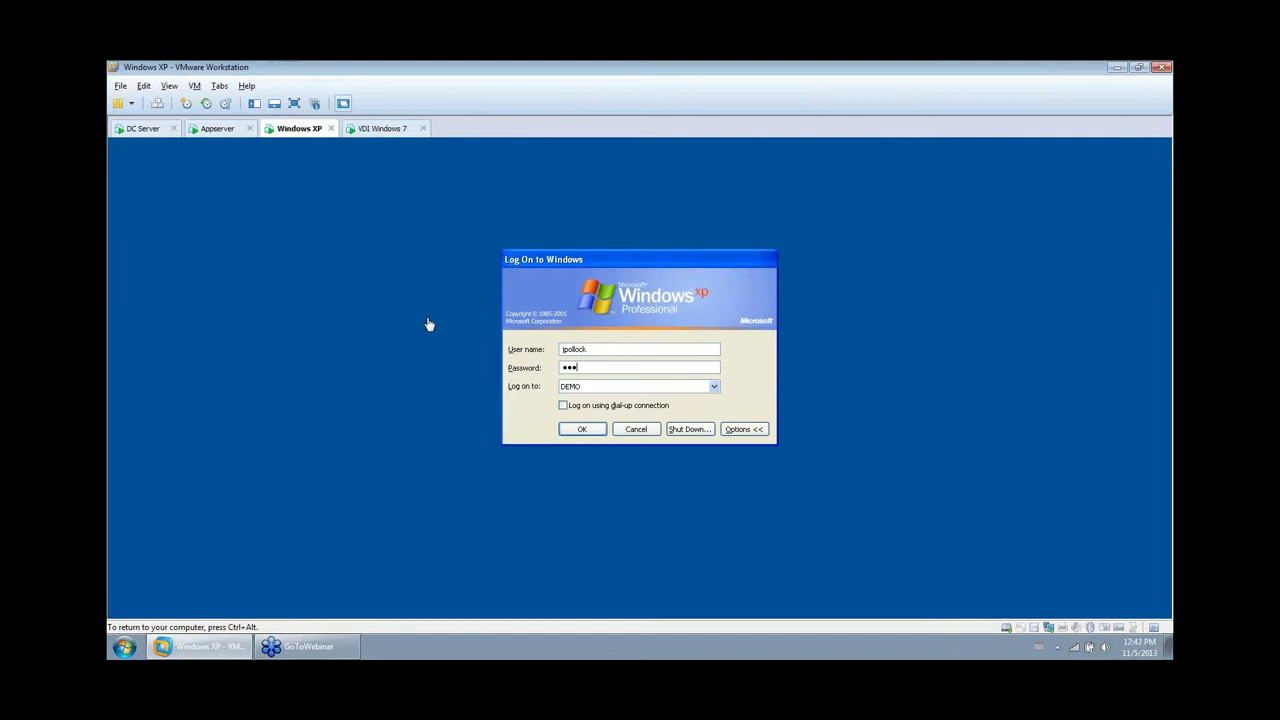 Windows XP - VMware Workstation
File Edit View VM Tabs Help
DC Server Appserver Windows XP VDI Windows 7
Log On to Windows
Microsoft®
Windows xp
Professional
Copyright © 1985-2001
Microsoft Corporation
Microsoft
User name: jpollock
Password: •••
Log on to: DEMO
Log on using dial-up connection
OK Cancel Shut Down... Options <<
To return to your computer, press Ctrl+Alt.
Windows XP - VM... GoToWebinar
12:42 PM
11/5/2013